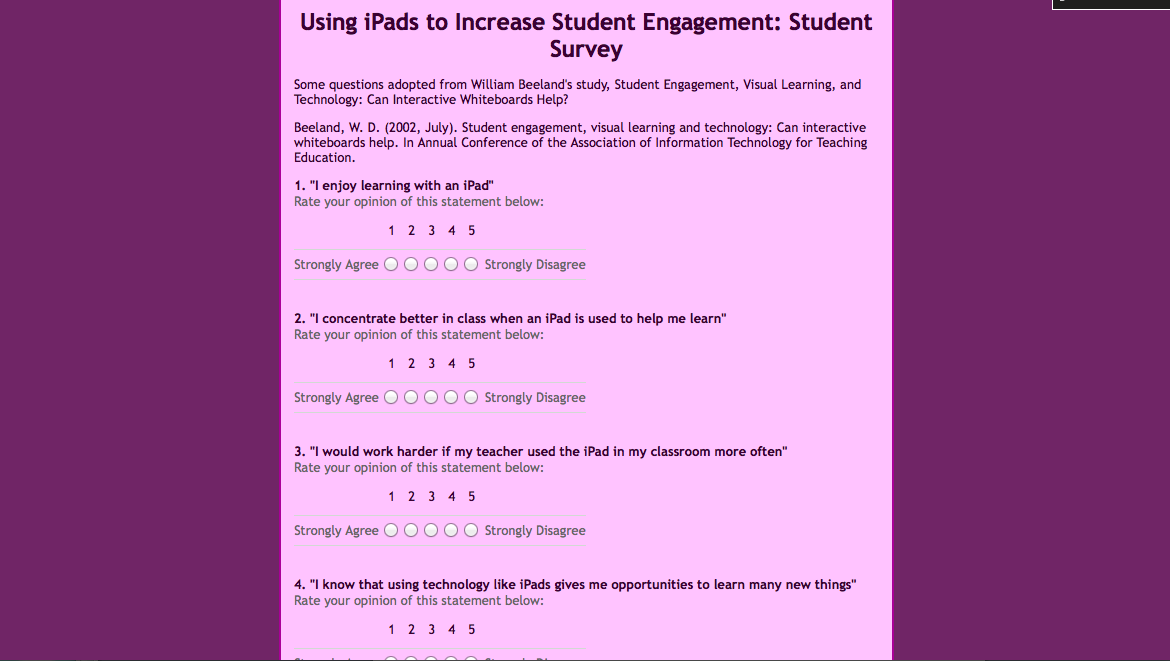 Using iPads to Increase Student Engagement: Student
Survey
Some questions adopted from William Beeland's study, Student Engagement, Visual Learning, and
Technology: Can Interactive Whiteboards Help?
Beeland, W. D. (2002, July). Student engagement, visual learning and technology: Can interactive
whiteboards help. In Annual Conference of the Association of Information Technology for Teaching
Education.
1. "I enjoy learning with an iPad"
Rate your opinion of this statement below:
1 2 3 4 5
Strongly Agree Strongly Disagree
2. "I concentrate better in class when an iPad is used to help me learn"
Rate your opinion of this statement below:
1 2 3 4 5
Strongly Agree Strongly Disagree
3. "I would work harder if my teacher used the iPad in my classroom more often"
Rate your opinion of this statement below:
1 2 3 4 5
Strongly Agree Strongly Disagree
4. "I know that using technology like iPads gives me opportunities to learn many new things"
Rate your opinion of this statement below:
1 2 3 4 5